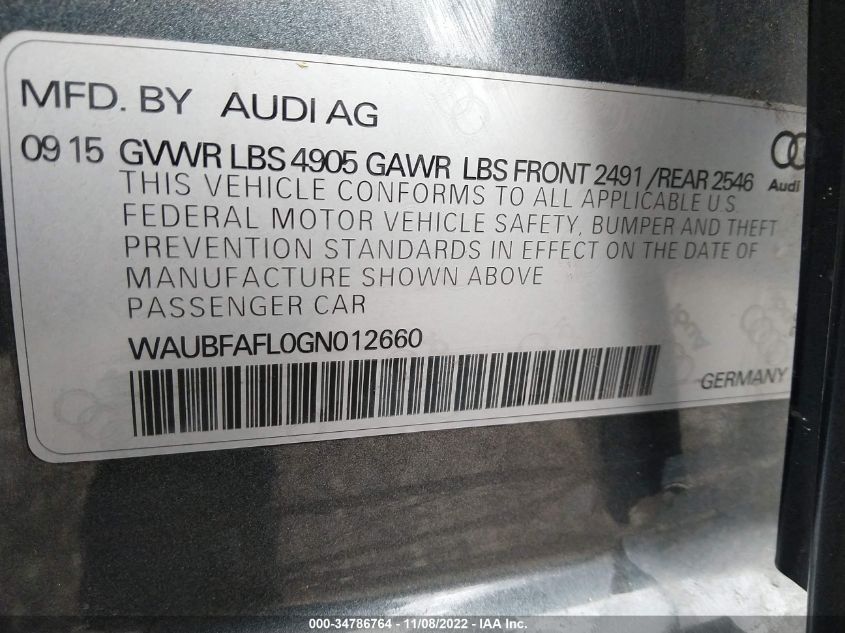 MFD. BY AUDI AG
09 15 GVWR LBS 4905 GAWR LBS FRONT 2491 /REAR 2546
Audi
THIS VEHICLE CONFORMS TO ALL APPLICABLE U.S.
FEDERAL MOTOR VEHICLE SAFETY, BUMPER AND THEFT
PREVENTION STANDARDS IN EFFECT ON THE DATE OF
MANUFACTURE SHOWN ABOVE
PASSENGER CAR
WAUBFAFL0GN012660
GERMANY
000-34786764 - 11/08/2022 - IAA Inc.